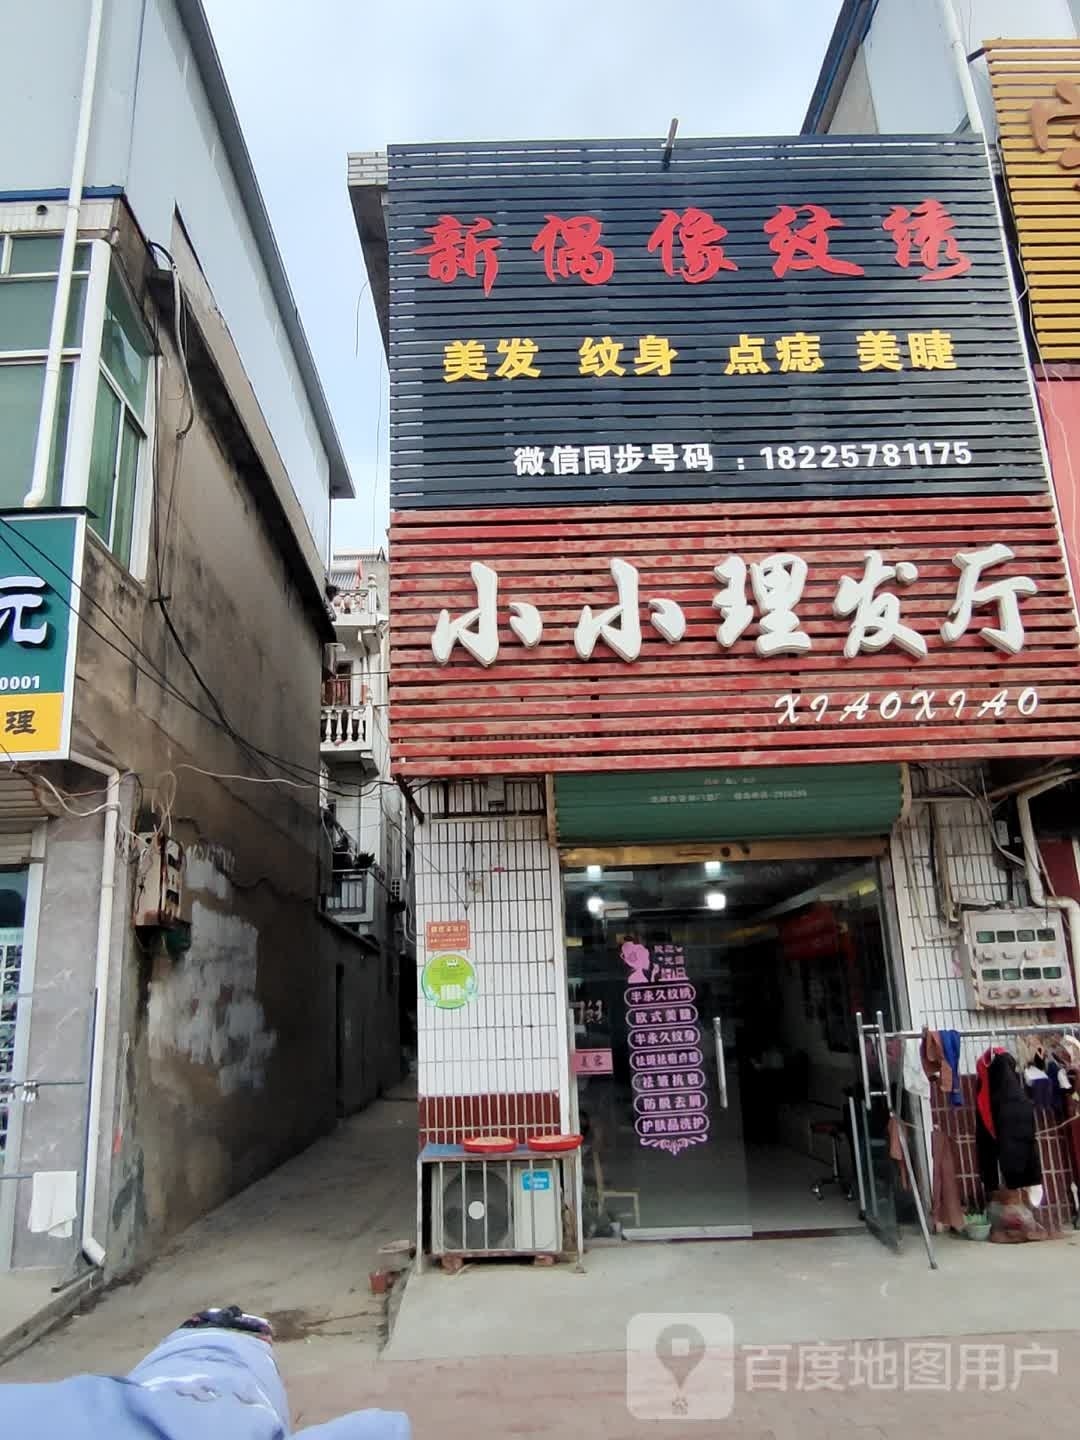 新偶像纹绣
美发 纹身 点痣 美睫
微信同步号码：18225781175
小小理发厅
XIAOXIAO
元
0001
理
半永久纹绣
欧式美睫
半永久纹身
祛斑祛痘点痣
祛皱抗衰
防脱去屑
护肤品洗护
百度地图用户